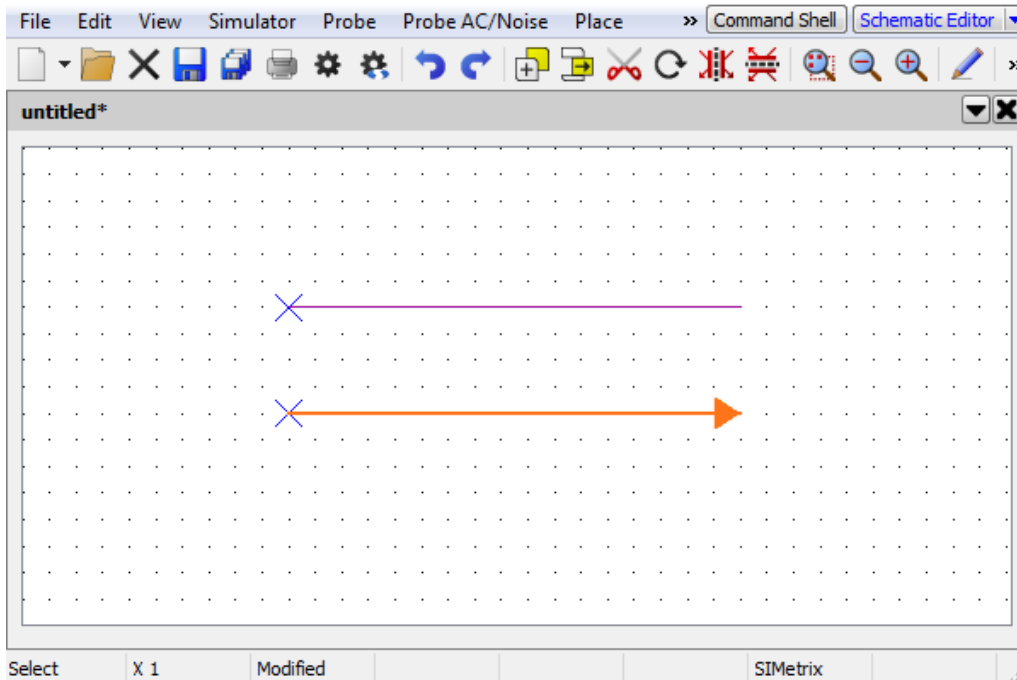 File Edit View Simulator Probe Probe AC/Noise Place » Command Shell Schematic Editor
untitled*
Select X 1 Modified SIMetrix